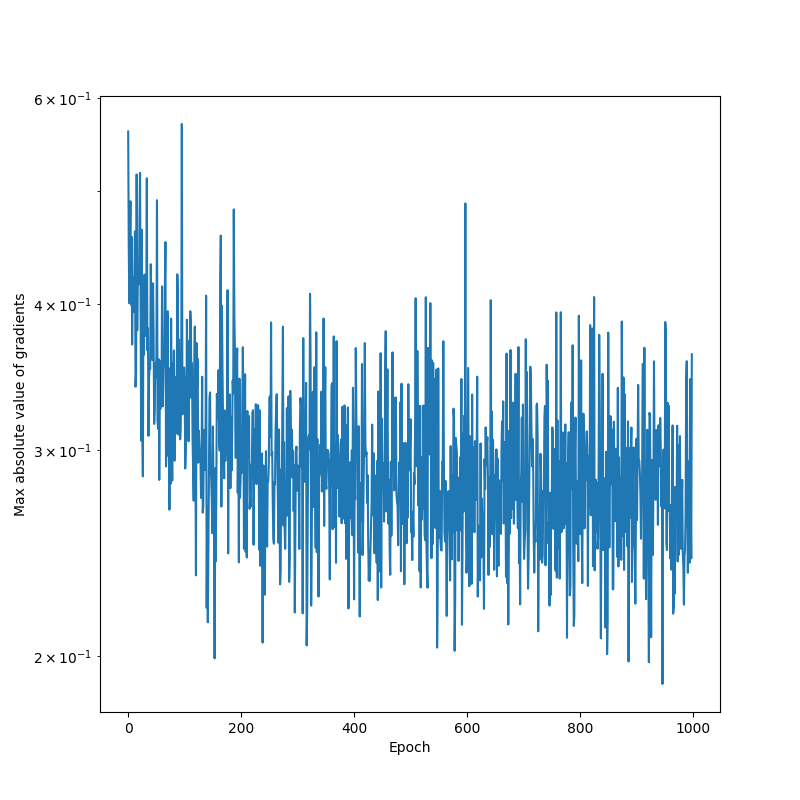 6 × 10⁻¹
4 × 10⁻¹
3 × 10⁻¹
2 × 10⁻¹
Max absolute value of gradients
0 200 400 600 800 1000
Epoch